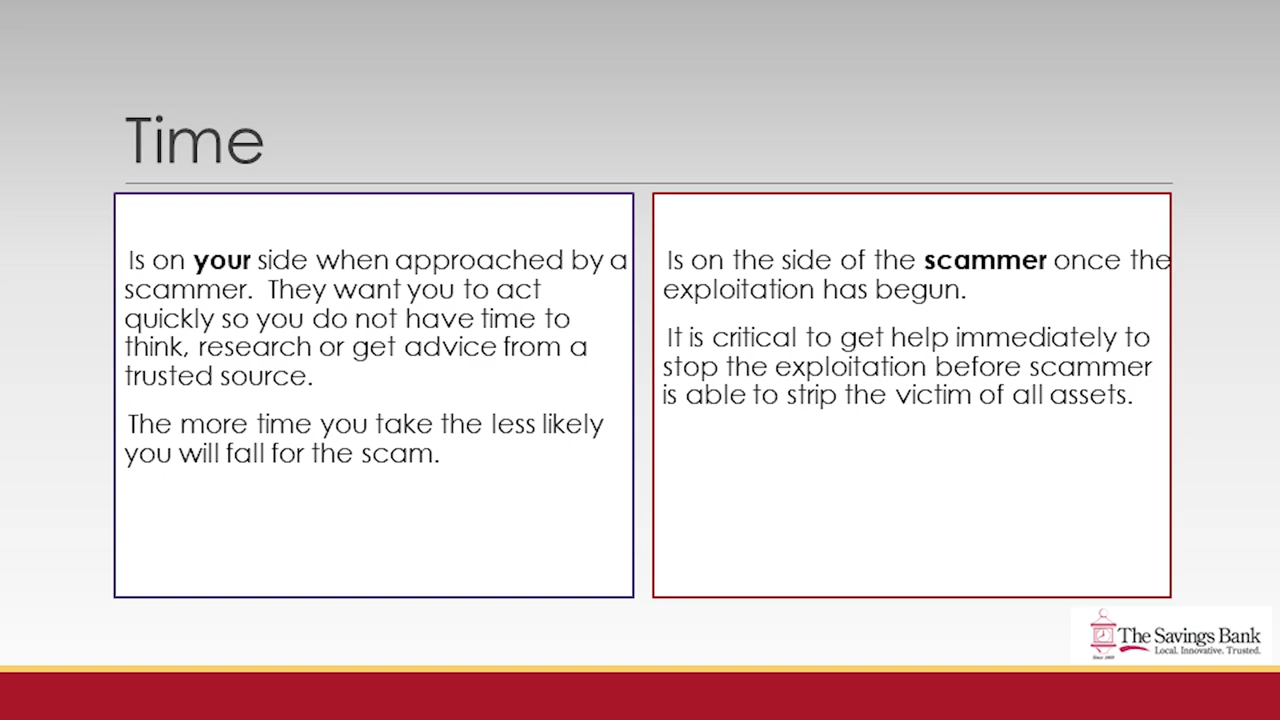 Time
Is on your side when approached by a
scammer. They want you to act
quickly so you do not have time to
think, research or get advice from a
trusted source.
The more time you take the less likely
you will fall for the scam.
Is on the side of the scammer once the
exploitation has begun.
It is critical to get help immediately to
stop the exploitation before scammer
is able to strip the victim of all assets.
The Savings Bank
Local. Innovative. Trusted.
Since 1869